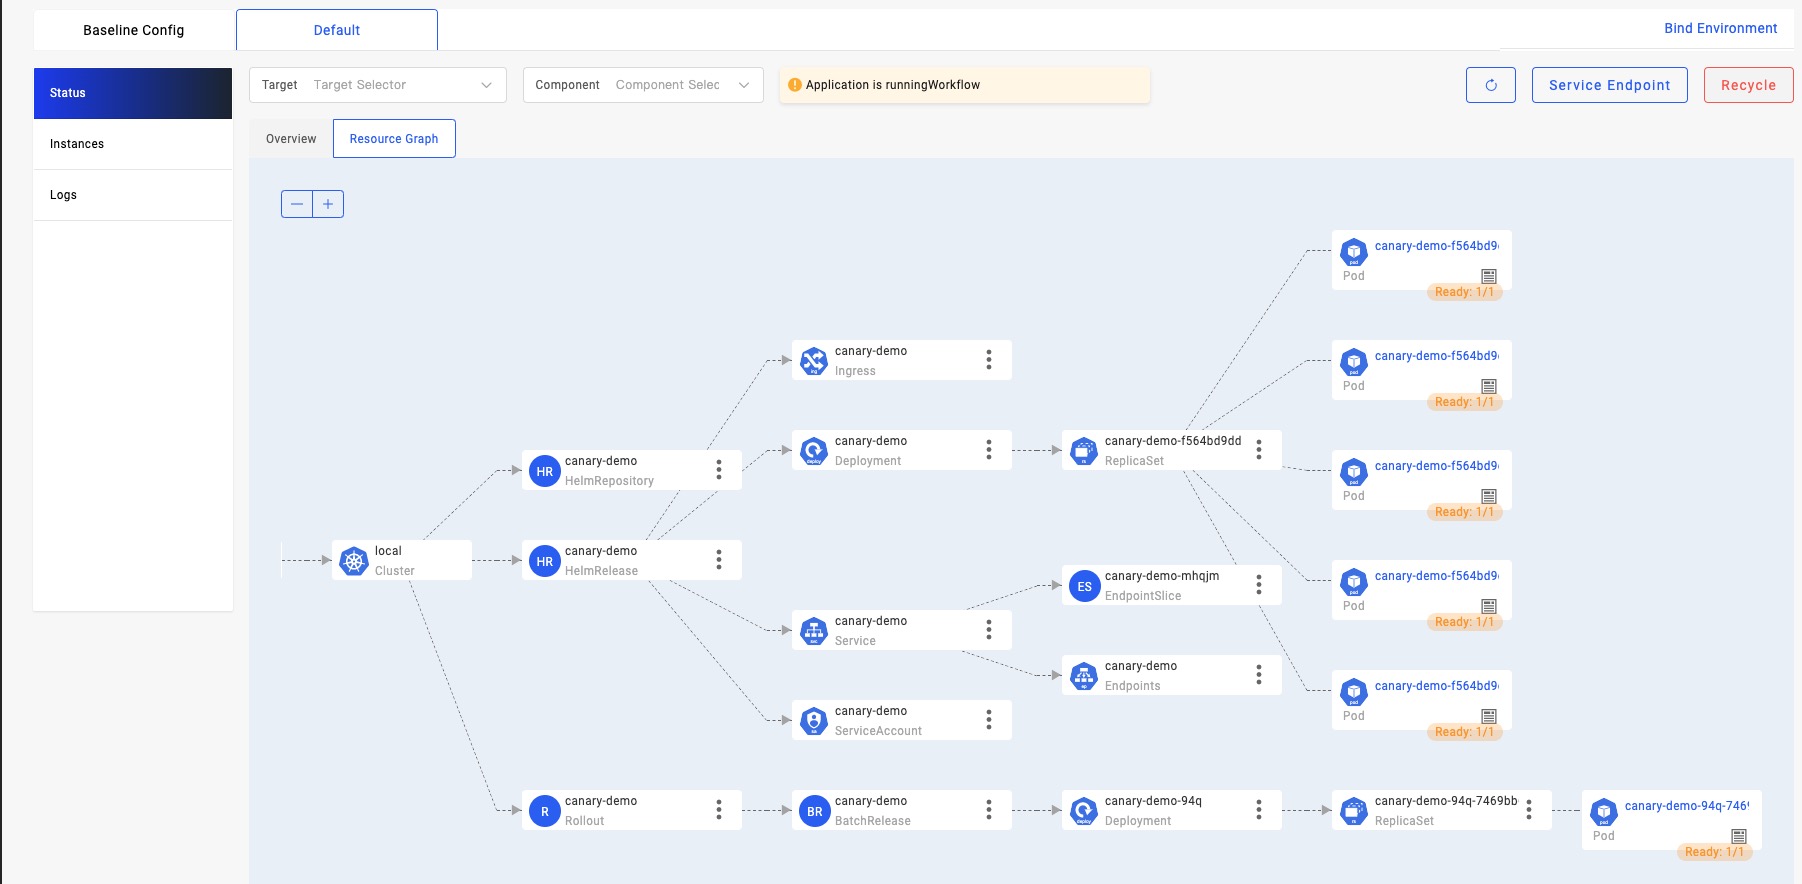 Baseline Config
Default
Bind Environment
Status
Instances
Logs
Target Target Selector
Component Component Selec
Application is runningWorkflow
Service Endpoint
Recycle
Overview
Resource Graph
canary-demo-f564bd9
Pod
Ready: 1/1
canary-demo
Ingress
canary-demo-f564bd9
Pod
Ready: 1/1
canary-demo
Deployment
canary-demo-f564bd9dd
ReplicaSet
HR
canary-demo
HelmRepository
canary-demo-f564bd9
Pod
Ready: 1/1
local
Cluster
HR
canary-demo
HelmRelease
ES
canary-demo-mhqjm
EndpointSlice
canary-demo-f564bd9
Pod
Ready: 1/1
canary-demo
Service
canary-demo
Endpoints
canary-demo-f564bd9
Pod
Ready: 1/1
canary-demo
ServiceAccount
R
canary-demo
Rollout
BR
canary-demo
BatchRelease
canary-demo-94q
Deployment
canary-demo-94q-7469bb
ReplicaSet
canary-demo-94q-746
Pod
Ready: 1/1